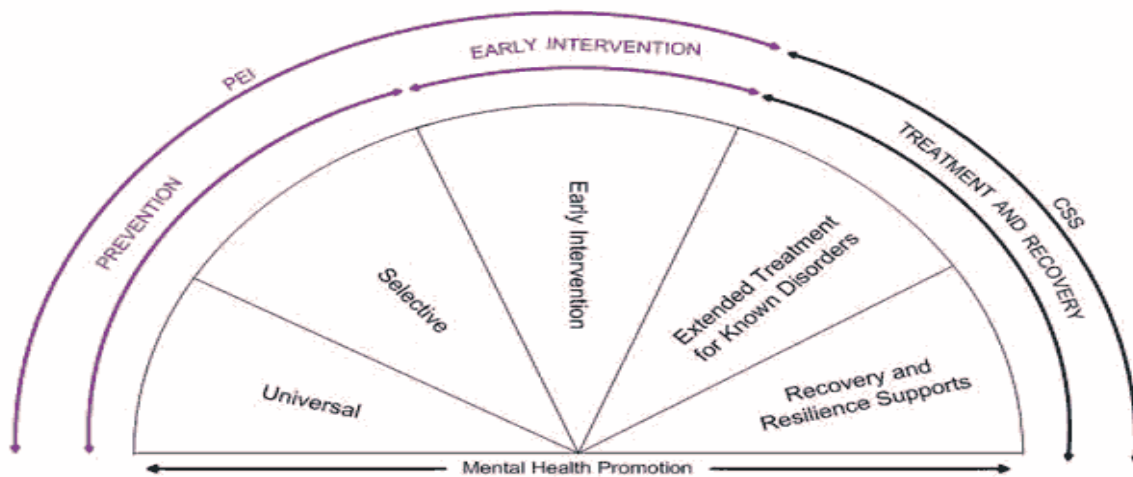 EARLY INTERVENTION
PEI
PREVENTION
TREATMENT AND RECOVERY
CSS
Universal
Selective
Early Intervention
Extended Treatment
for Known Disorders
Recovery and
Resilience Supports
Mental Health Promotion